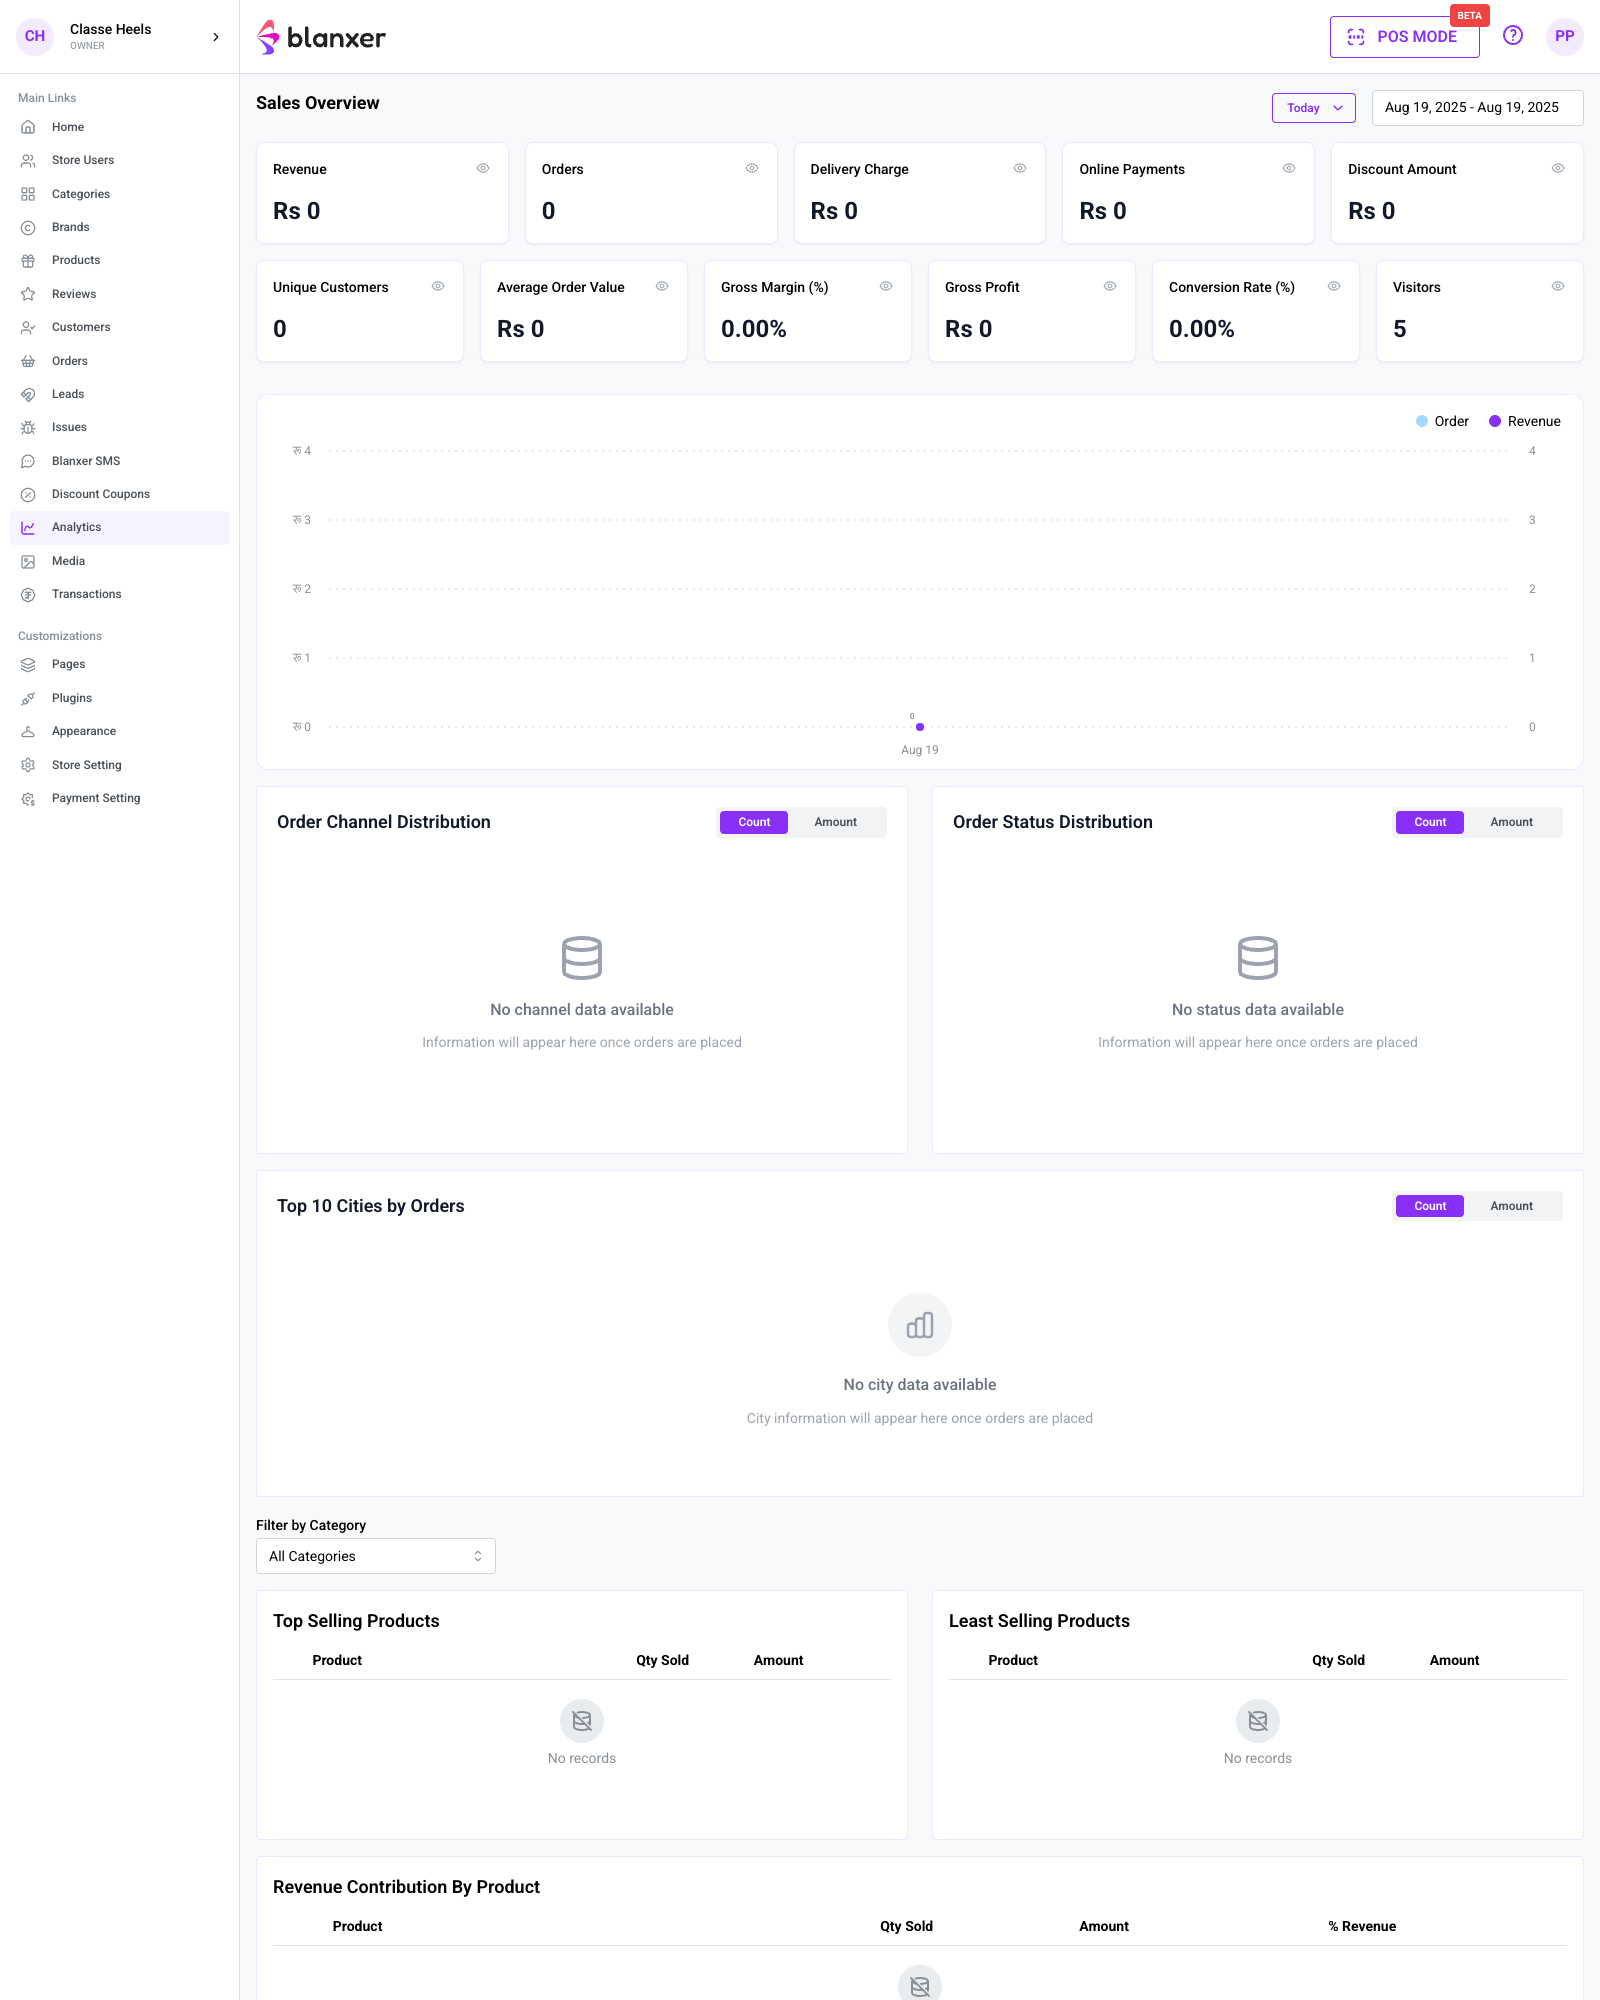 CH
Classe Heels
OWNER
blanxer
BETA
POS MODE
PP
Main Links
Home
Store Users
Categories
Brands
Products
Reviews
Customers
Orders
Leads
Issues
Blanxer SMS
Discount Coupons
Analytics
Media
Transactions
Customizations
Pages
Plugins
Appearance
Store Setting
Payment Setting
Sales Overview
Today
Aug 19, 2025 - Aug 19, 2025
Revenue
Rs 0
Orders
0
Delivery Charge
Rs 0
Online Payments
Rs 0
Discount Amount
Rs 0
Unique Customers
0
Average Order Value
Rs 0
Gross Margin (%)
0.00%
Gross Profit
Rs 0
Conversion Rate (%)
0.00%
Visitors
5
Order
Revenue
रू 4
4
रू 3
3
रू 2
2
रू 1
1
रू 0
0
0
Aug 19
Order Channel Distribution
Count
Amount
No channel data available
Information will appear here once orders are placed
Order Status Distribution
Count
Amount
No status data available
Information will appear here once orders are placed
Top 10 Cities by Orders
Count
Amount
No city data available
City information will appear here once orders are placed
Filter by Category
All Categories
Top Selling Products
Product Qty Sold Amount
No records
Least Selling Products
Product Qty Sold Amount
No records
Revenue Contribution By Product
Product Qty Sold Amount % Revenue